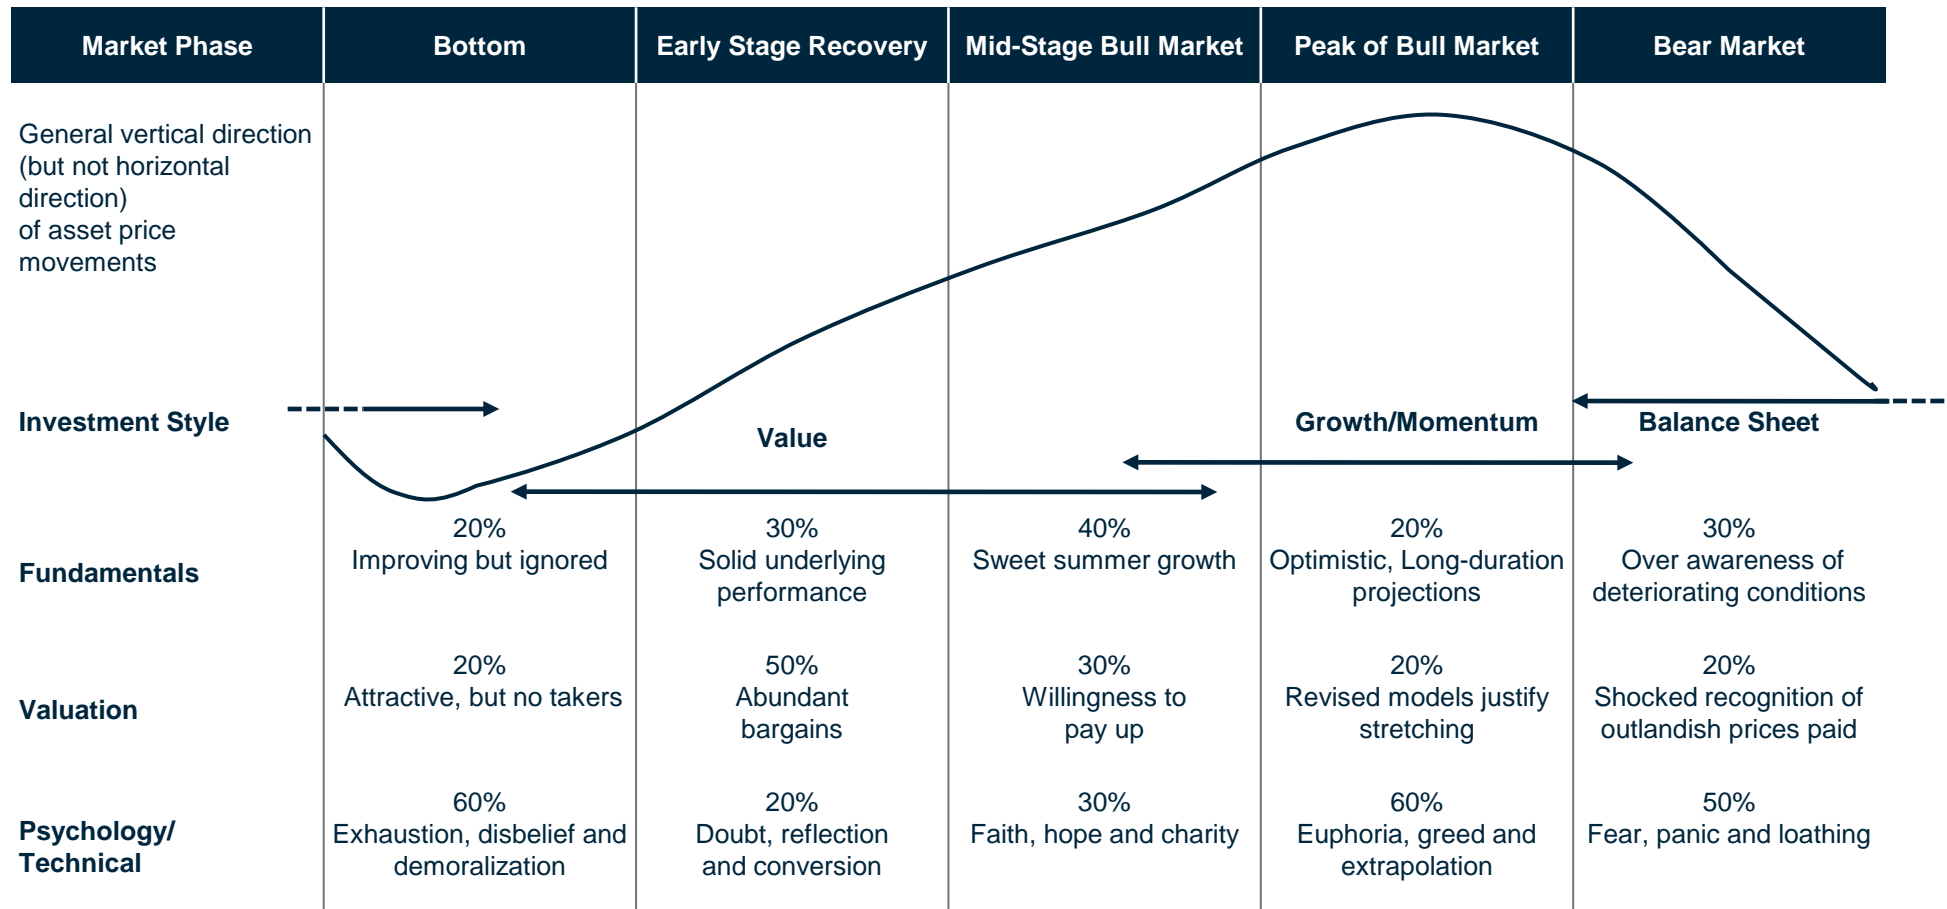 Market Phase
Bottom
Early Stage Recovery
Mid-Stage Bull Market
Peak of Bull Market
Bear Market
General vertical direction
(but not horizontal
direction)
of asset price
movements
Investment Style
Value
Growth/Momentum
Balance Sheet
Fundamentals
20%
Improving but ignored
30%
Solid underlying
performance
40%
Sweet summer growth
20%
Optimistic, Long-duration
projections
30%
Over awareness of
deteriorating conditions
Valuation
20%
Attractive, but no takers
50%
Abundant
bargains
30%
Willingness to
pay up
20%
Revised models justify
stretching
20%
Shocked recognition of
outlandish prices paid
Psychology/
Technical
60%
Exhaustion, disbelief and
demoralization
20%
Doubt, reflection
and conversion
30%
Faith, hope and charity
60%
Euphoria, greed and
extrapolation
50%
Fear, panic and loathing